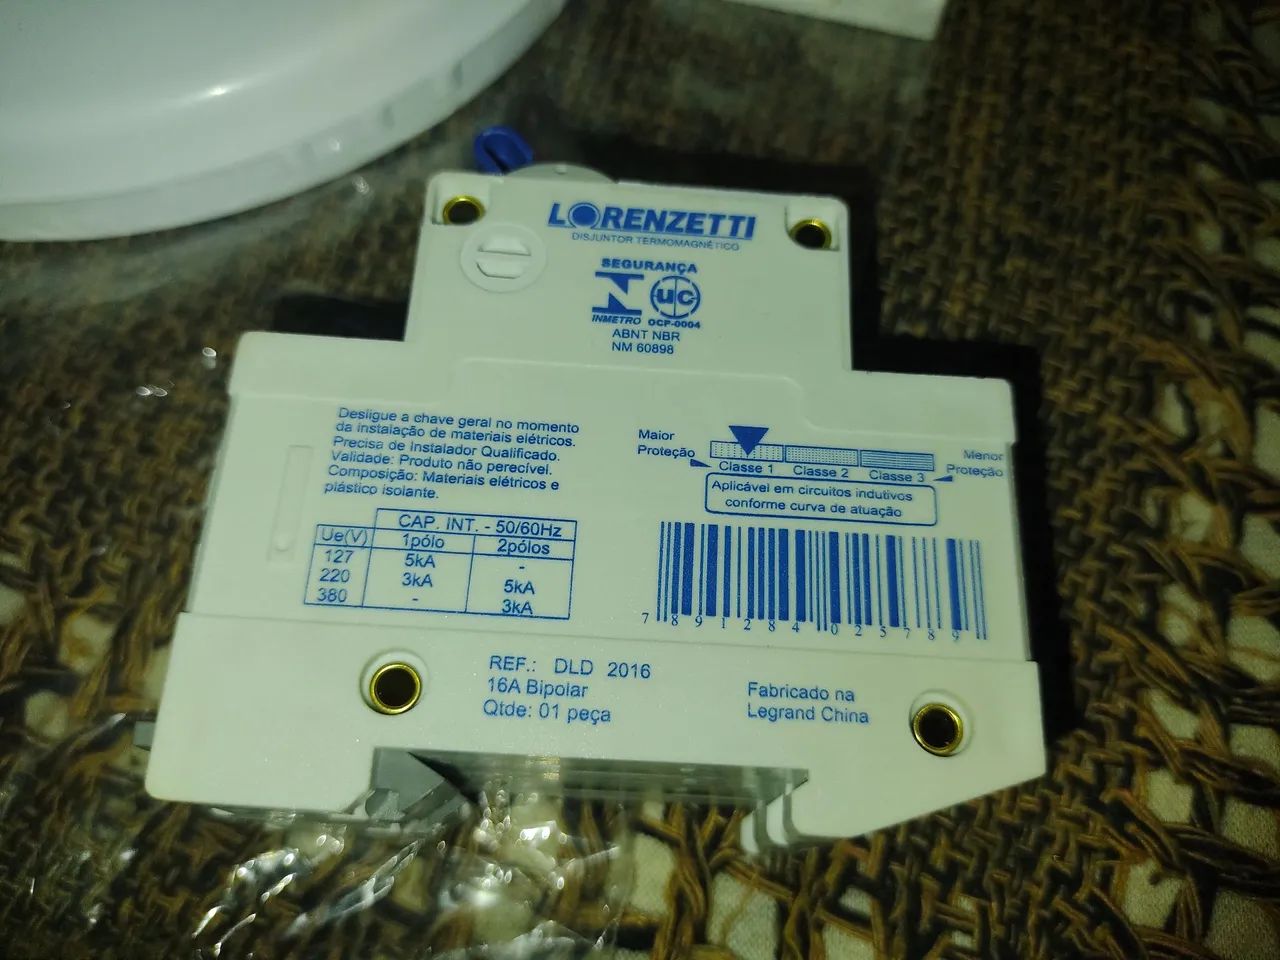 LORENZETTI
DISJUNTOR TERMOMAGNÉTICO
SEGURANÇA
UC
INMETRO OCP-0004
ABNT NBR
NM 60898
Desligue a chave geral no momento
da instalação de materiais elétricos.
Precisa de Instalador Qualificado.
Validade: Produto não perecível.
Composição: Materiais elétricos e
plástico isolante.
Maior
Proteção
Classe 1 Classe 2 Classe 3
Menor
Proteção
Aplicável em circuitos indutivos
conforme curva de atuação
CAP. INT. - 50/60Hz
Ue(V) 1pólo 2pólos
127 5kA -
220 3kA 5kA
380 - 3kA
7891284025789
REF.: DLD 2016
16A Bipolar
Qtde: 01 peça
Fabricado na
Legrand China